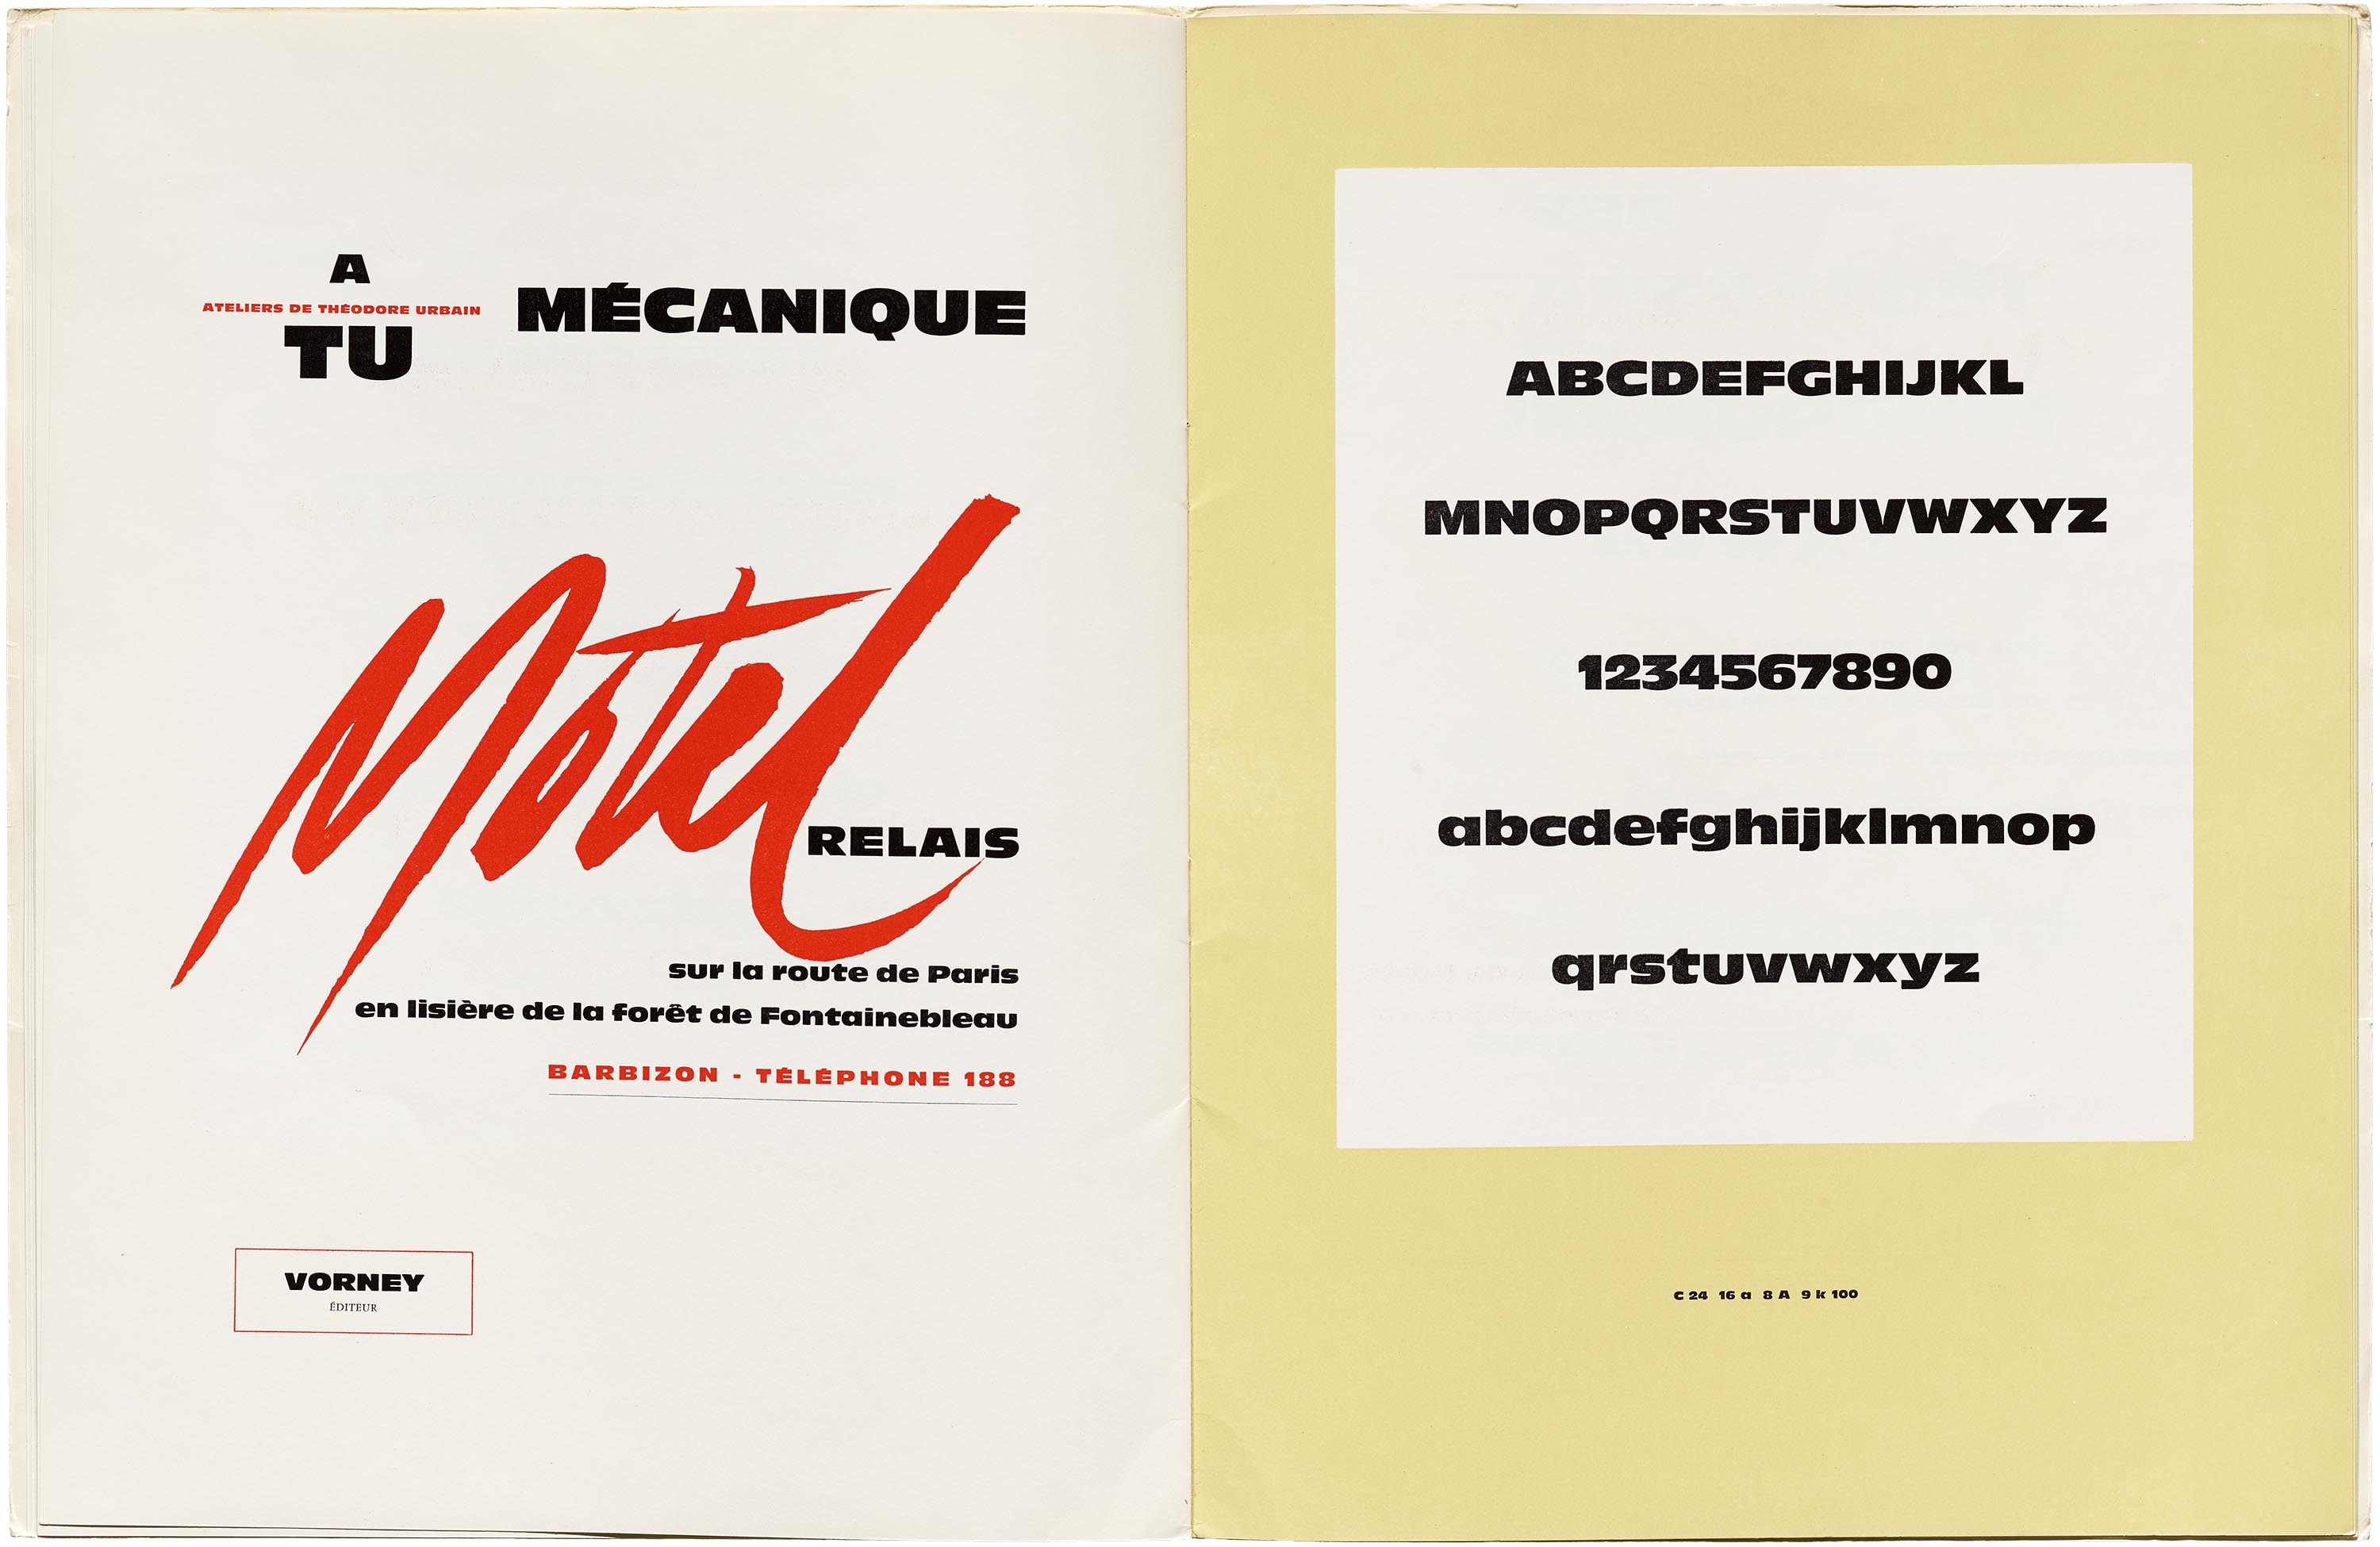 A
ATELIERS DE THÉODORE URBAIN
TU
MÉCANIQUE
Motel
RELAIS
sur la route de Paris
en lisière de la forêt de Fontainebleau
BARBIZON - TÉLÉPHONE 188
VORNEY
ÉDITEUR
ABCDEFGHIJKL
MNOPQRSTUVWXYZ
1234567890
abcdefghijklmnop
qrstuvwxyz
C 24 16 a 8 A 9 k 100